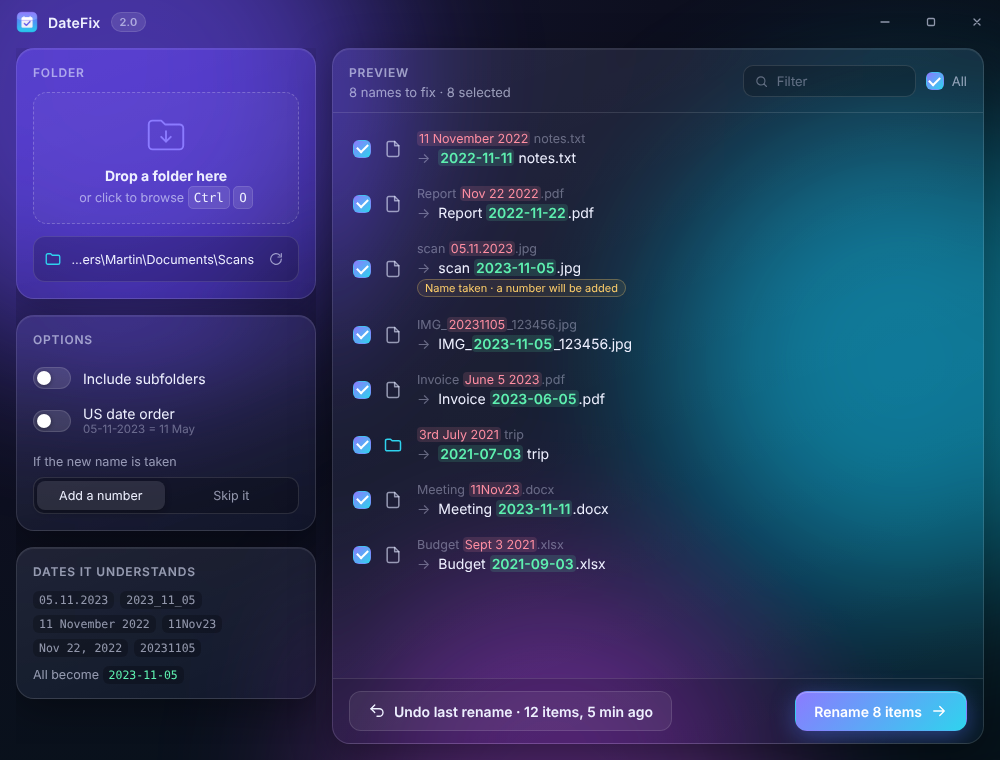 DateFix 2.0
FOLDER
Drop a folder here
or click to browse Ctrl O
...ers\Martin\Documents\Scans
OPTIONS
Include subfolders
US date order
05-11-2023 = 11 May
If the new name is taken
Add a number Skip it
DATES IT UNDERSTANDS
05.11.2023 2023_11_05
11 November 2022 11Nov23
Nov 22, 2022 20231105
All become 2023-11-05
PREVIEW
8 names to fix · 8 selected
Filter
All
11 November 2022 notes.txt
→ 2022-11-11 notes.txt
Report Nov 22 2022.pdf
→ Report 2022-11-22.pdf
scan 05.11.2023.jpg
→ scan 2023-11-05.jpg
Name taken · a number will be added
IMG_20231105_123456.jpg
→ IMG_2023-11-05_123456.jpg
Invoice June 5 2023.pdf
→ Invoice 2023-06-05.pdf
3rd July 2021 trip
→ 2021-07-03 trip
Meeting 11Nov23.docx
→ Meeting 2023-11-11.docx
Budget Sept 3 2021.xlsx
→ Budget 2021-09-03.xlsx
Undo last rename · 12 items, 5 min ago
Rename 8 items →